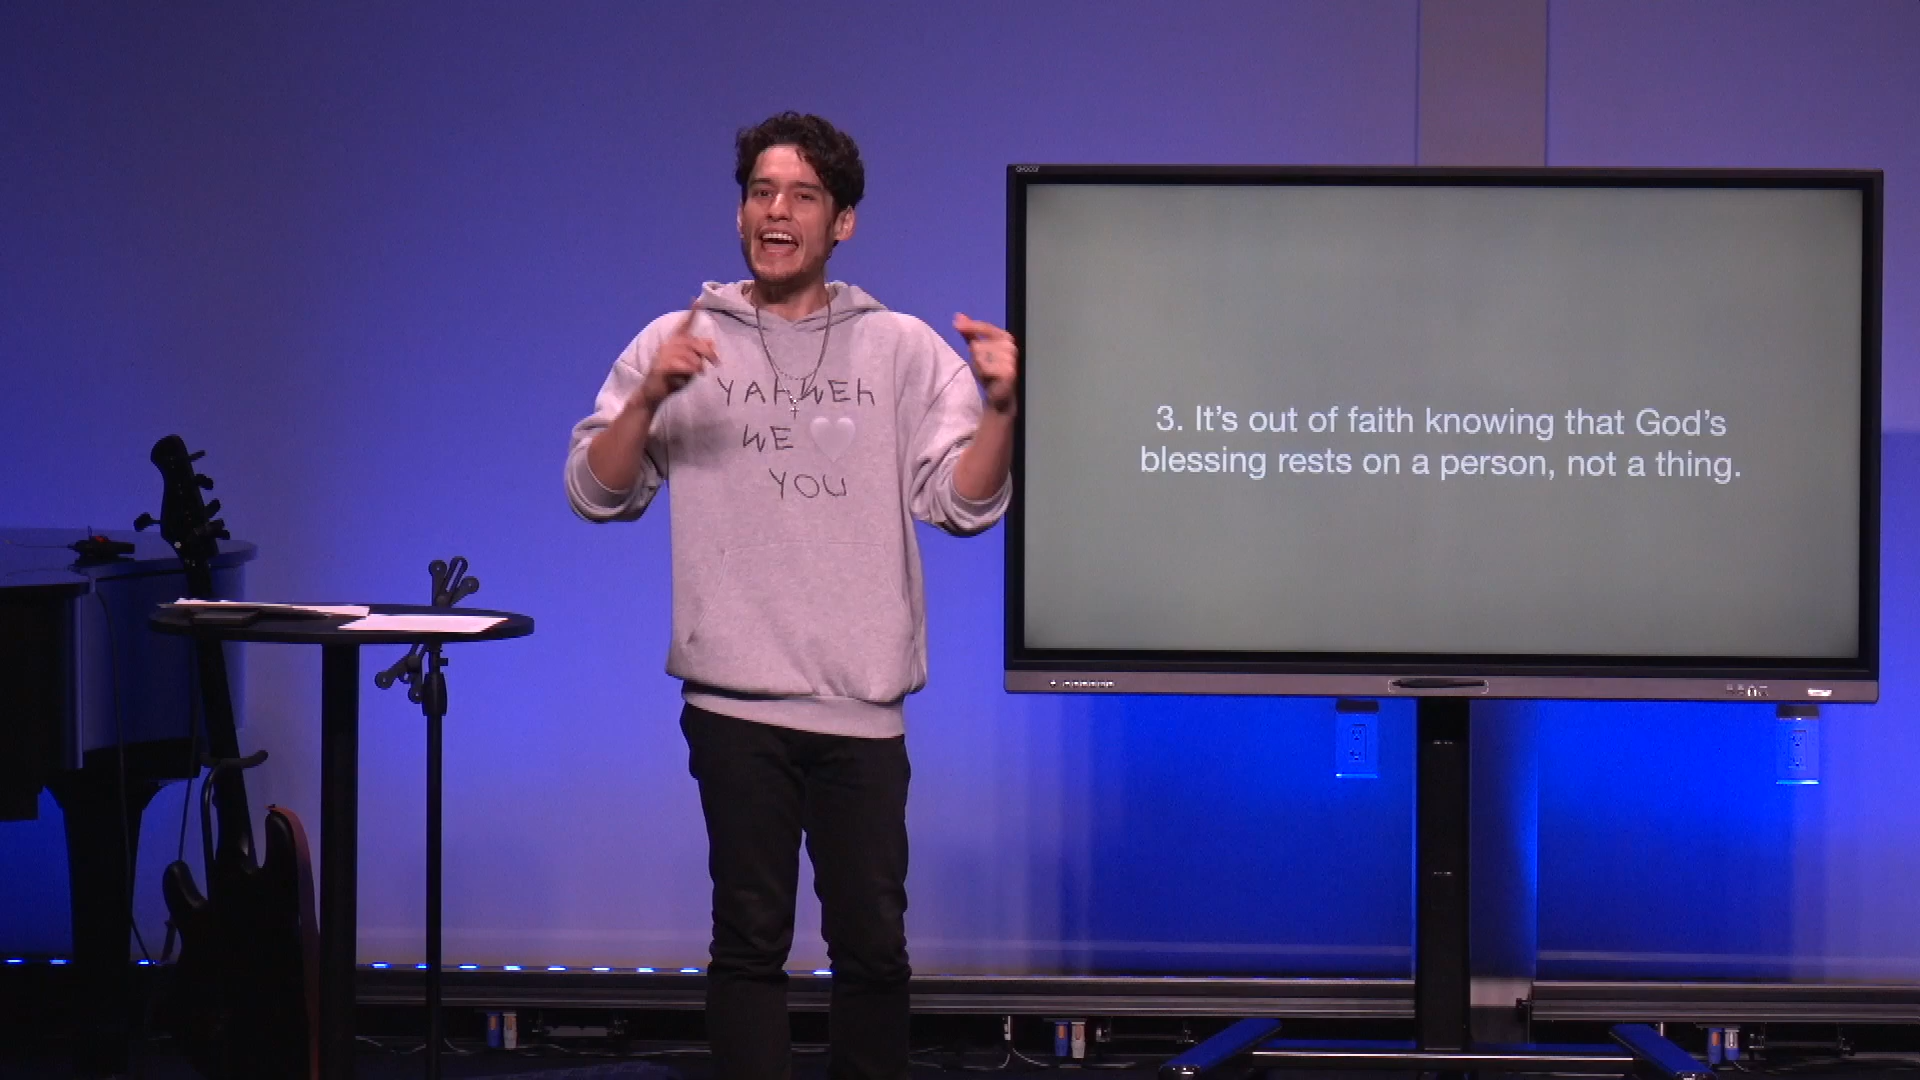 YAHWEH
WE 🤍
YOU
3. It's out of faith knowing that God's
blessing rests on a person, not a thing.